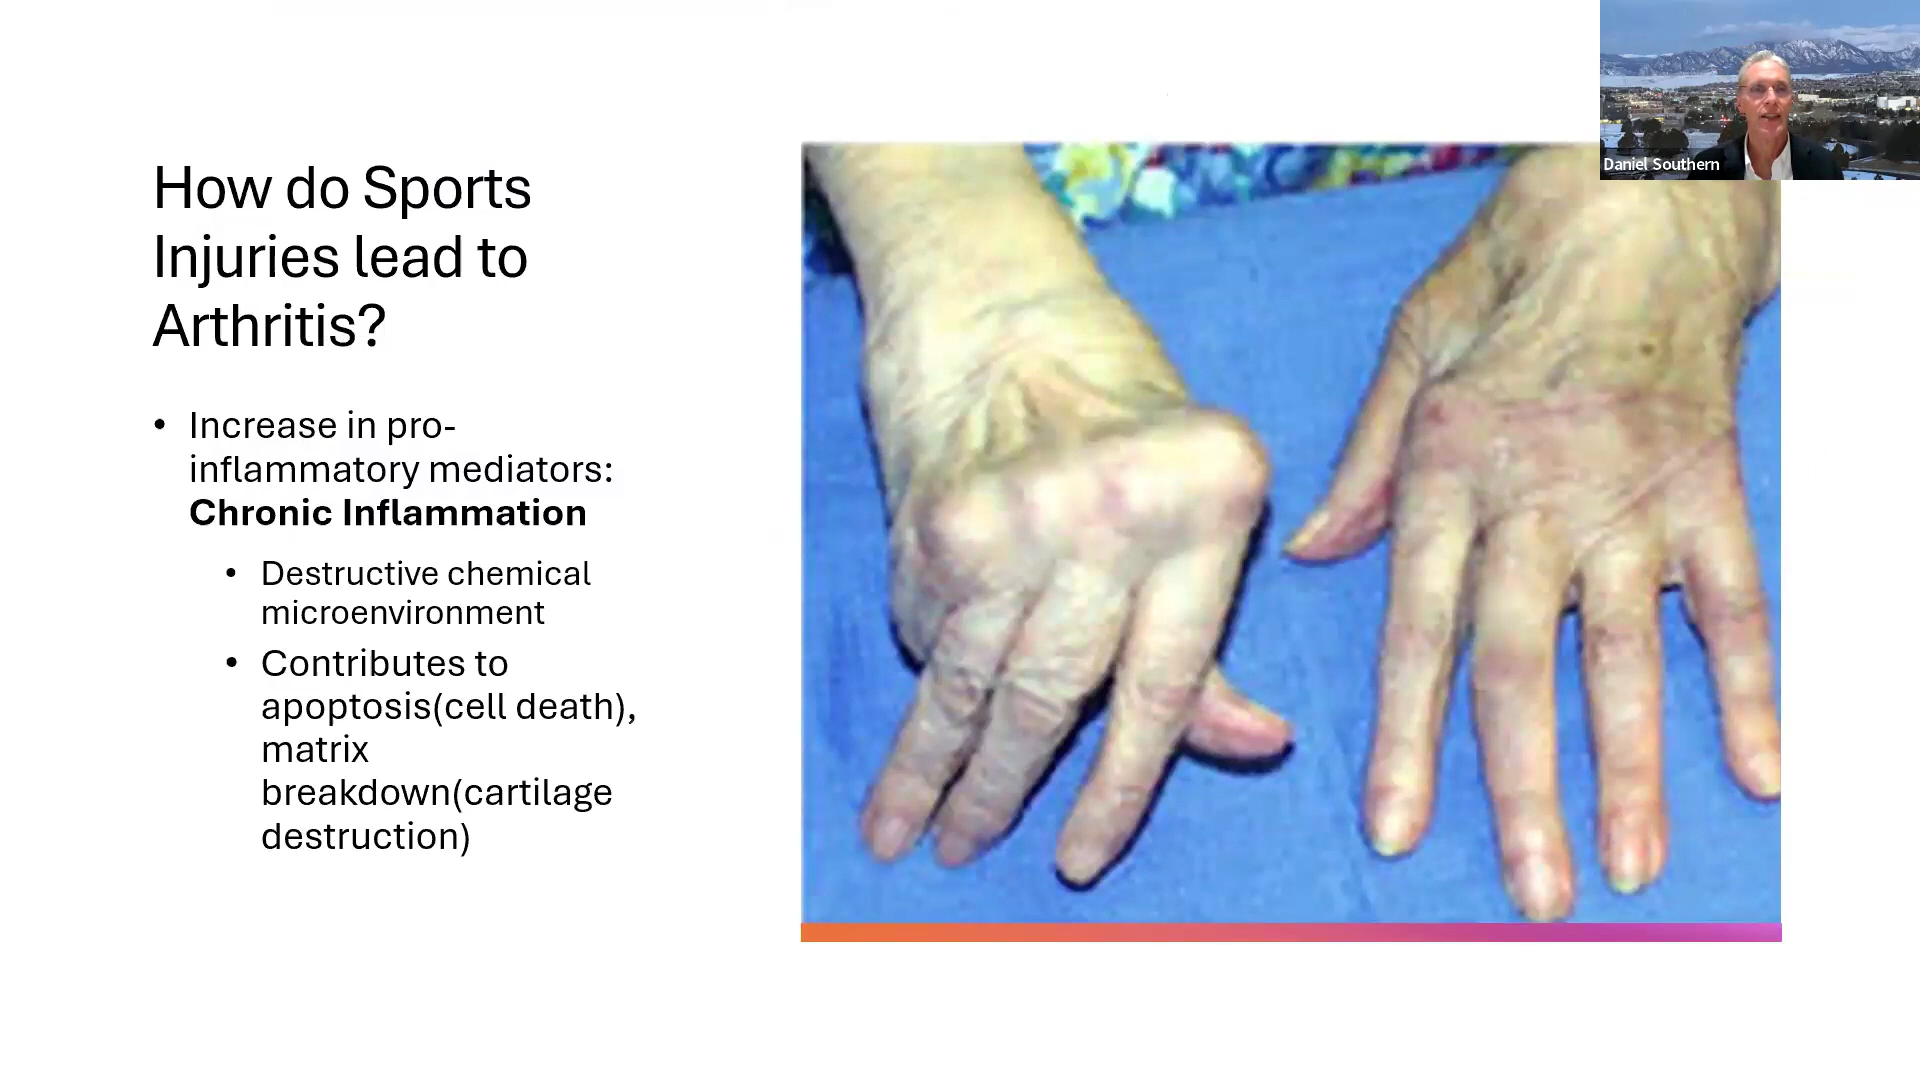 How do Sports
Injuries lead to
Arthritis?
• Increase in pro-
inflammatory mediators:
Chronic Inflammation
• Destructive chemical
microenvironment
• Contributes to
apoptosis(cell death),
matrix
breakdown(cartilage
destruction)
Daniel Southern